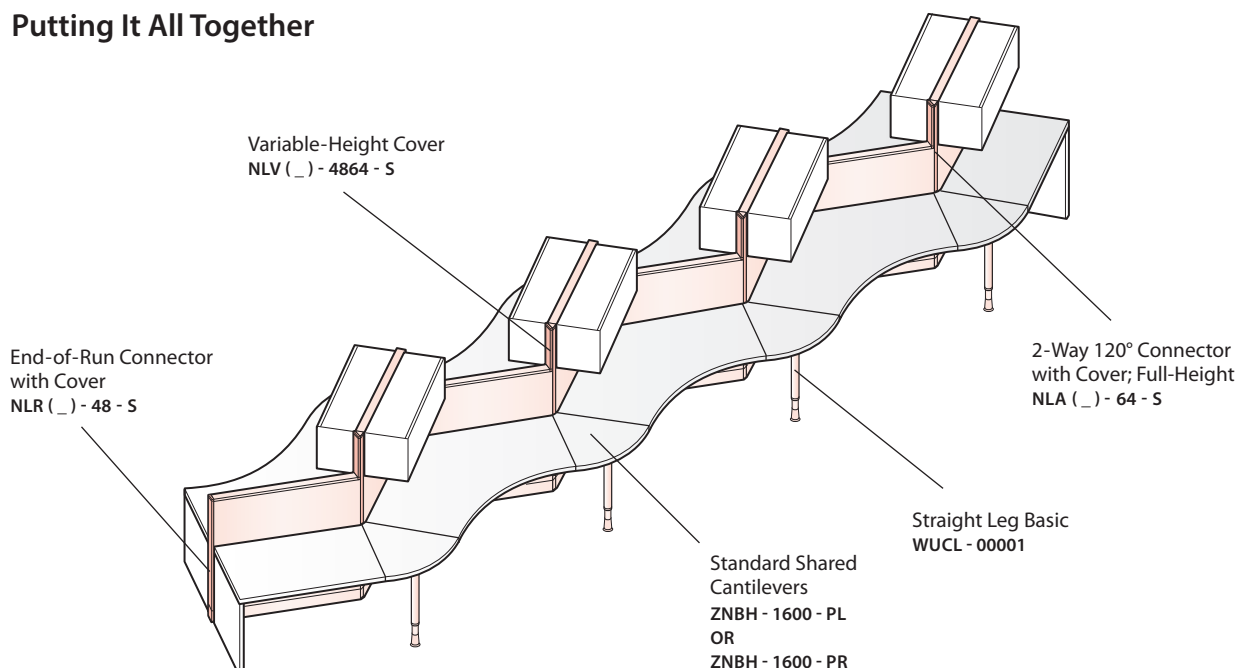 Putting It All Together
Variable-Height Cover
NLV ( _ ) - 4864 - S
End-of-Run Connector
with Cover
NLR ( _ ) - 48 - S
2-Way 120° Connector
with Cover; Full-Height
NLA ( _ ) - 64 - S
Straight Leg Basic
WUCL - 00001
Standard Shared
Cantilevers
ZNBH - 1600 - PL
OR
ZNBH - 1600 - PR